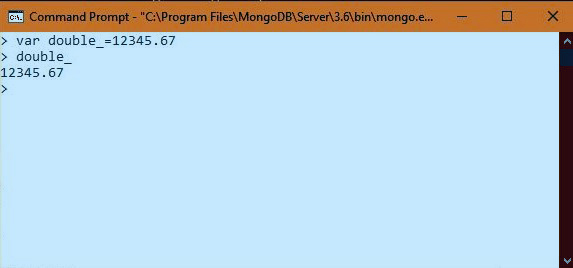 Command Prompt - "C:\Program Files\MongoDB\Server\3.6\bin\mongo.e...
> var double_=12345.67
> double_
12345.67
>